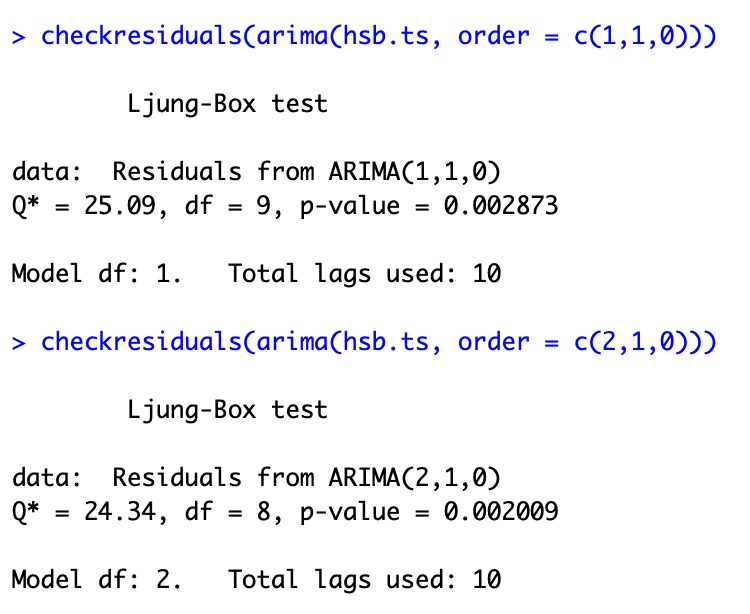 > checkresiduals(arima(hsb.ts, order = c(1,1,0)))
Ljung-Box test
data:  Residuals from ARIMA(1,1,0)
Q* = 25.09, df = 9, p-value = 0.002873
Model df: 1.   Total lags used: 10
> checkresiduals(arima(hsb.ts, order = c(2,1,0)))
Ljung-Box test
data:  Residuals from ARIMA(2,1,0)
Q* = 24.34, df = 8, p-value = 0.002009
Model df: 2.   Total lags used: 10